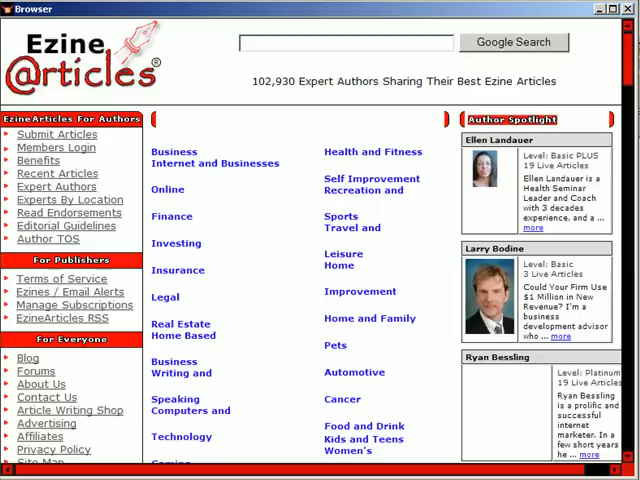 Browser
Ezine
@rticles®
Google Search
102,930 Expert Authors Sharing Their Best Ezine Articles
EzineArticles For Authors
Submit Articles
Members Login
Benefits
Recent Articles
Expert Authors
Experts By Location
Read Endorsements
Editorial Guidelines
Author TOS
For Publishers
Terms of Service
Ezines / Email Alerts
Manage Subscriptions
EzineArticles RSS
For Everyone
Blog
Forums
About Us
Contact Us
Article Writing Shop
Advertising
Affiliates
Privacy Policy
Site Map
Business
Internet and Businesses
Online
Finance
Investing
Insurance
Legal
Real Estate
Home Based
Business
Writing and
Speaking
Computers and
Technology
Gaming
Health and Fitness
Self Improvement
Recreation and
Sports
Travel and
Leisure
Home
Improvement
Home and Family
Pets
Automotive
Cancer
Food and Drink
Kids and Teens
Women's
Author Spotlight
Ellen Landauer
Level: Basic PLUS
19 Live Articles
Ellen Landauer is a
Health Seminar
Leader and Coach
with 3 decades
experience, and a ...
more
Larry Bodine
Level: Basic
3 Live Articles
Could Your Firm Use
$1 Million in New
Revenue? I'm a
business
development advisor
who ... more
Ryan Bessling
Level: Platinum
19 Live Articles
Ryan Bessling
is a prolific and
successful
internet
marketer. In a
few short years
he ... more